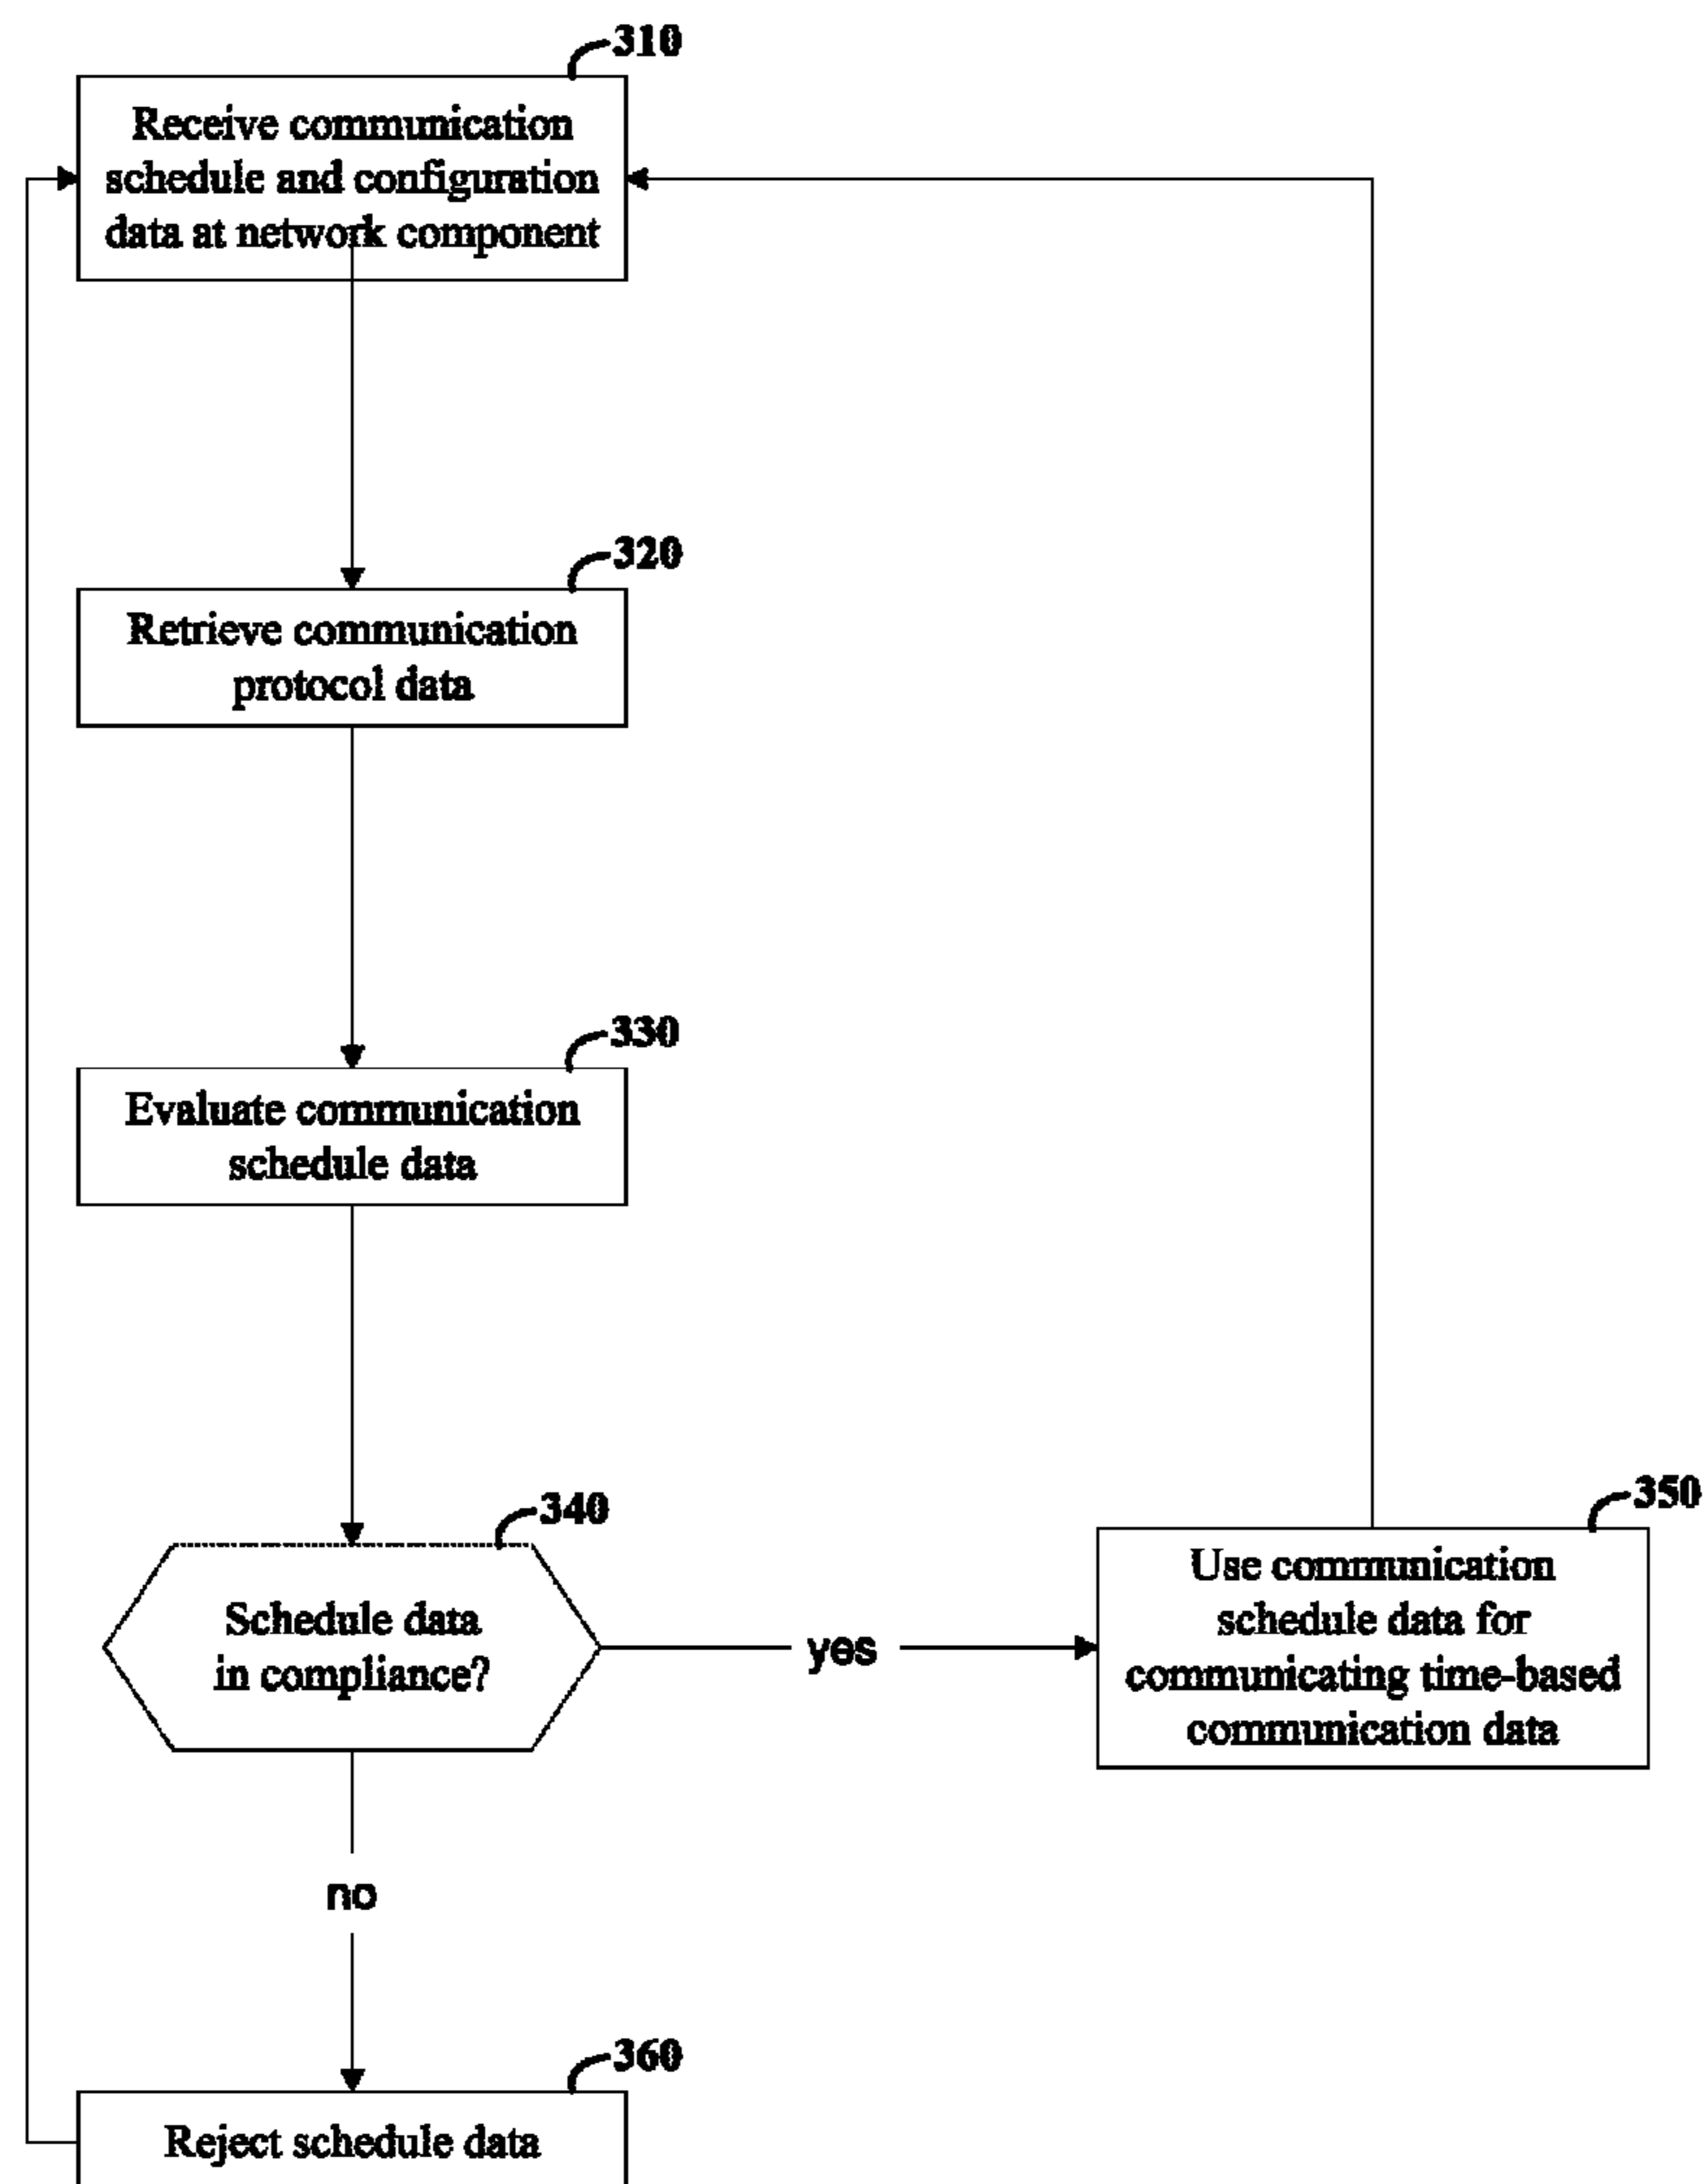 310
Receive communication
schedule and configuration
data at network component
320
Retrieve communication
protocol data
330
Evaluate communication
schedule data
340
Schedule data
in compliance?
yes
350
Use communication
schedule data for
communicating time-based
communication data
no
360
Reject schedule data